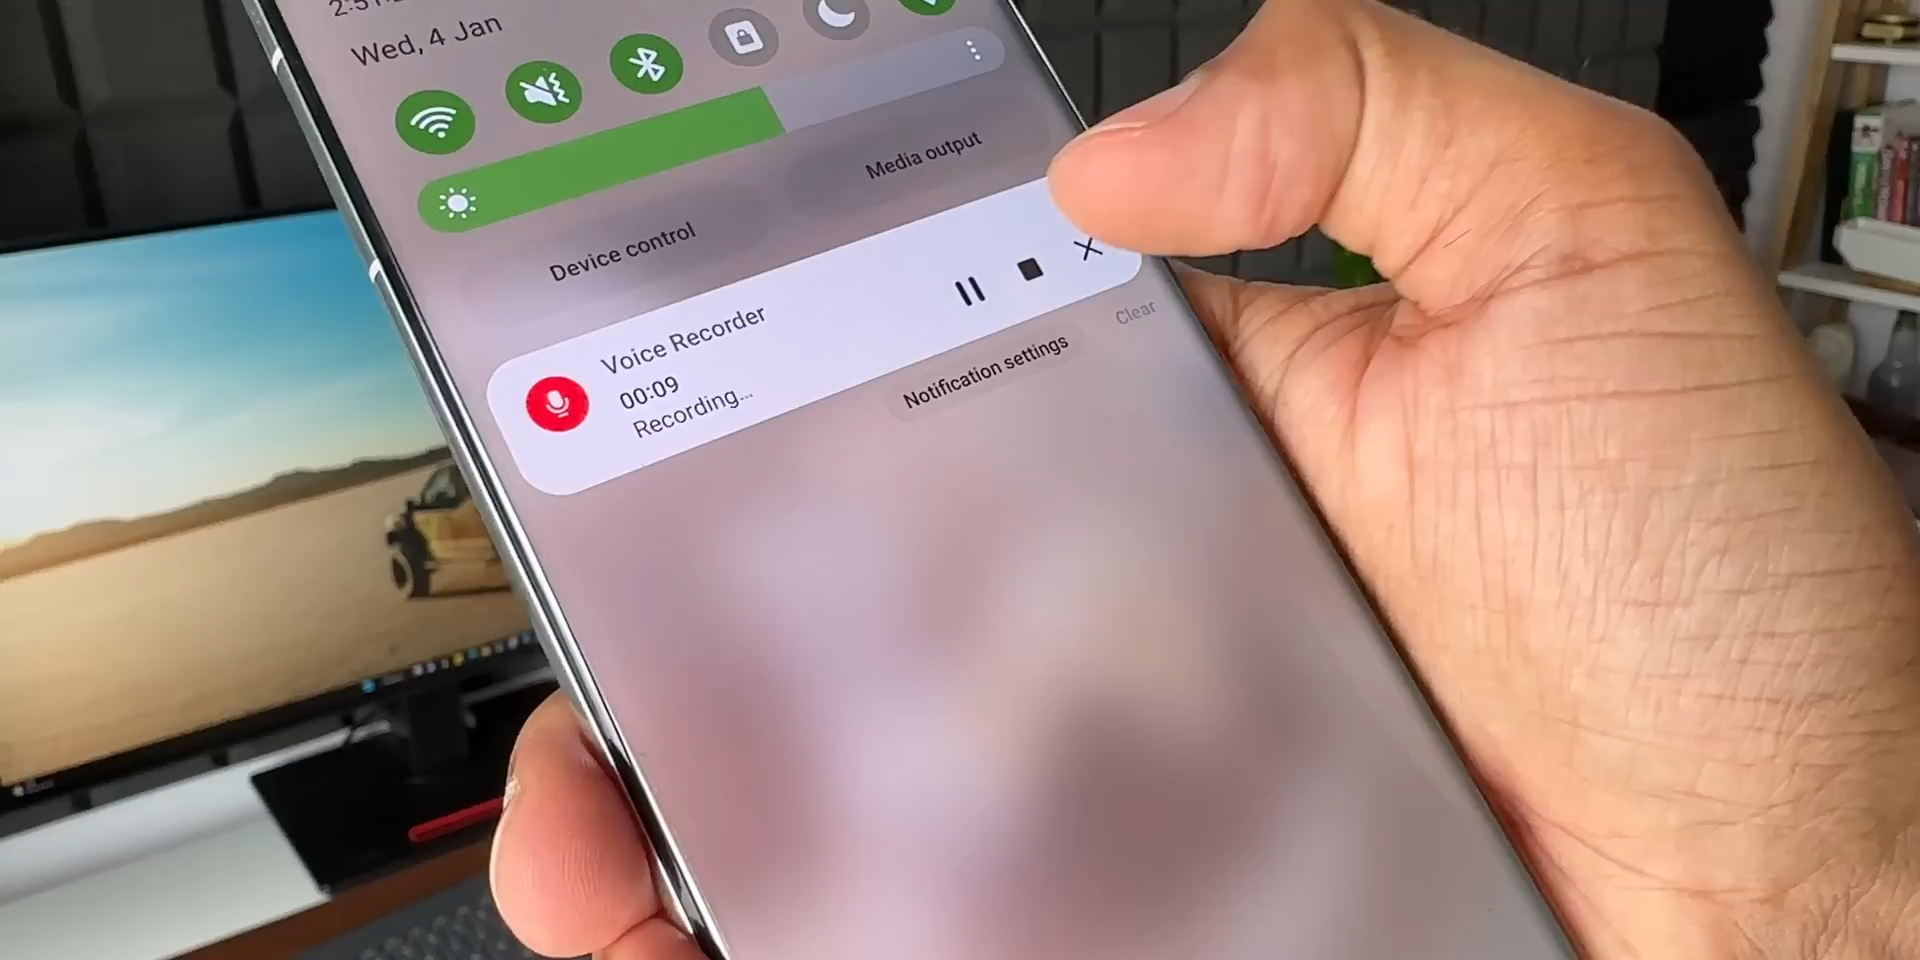 Wed, 4 Jan
Media output
Device control
Voice Recorder
00:09
Recording...
Clear
Notification settings